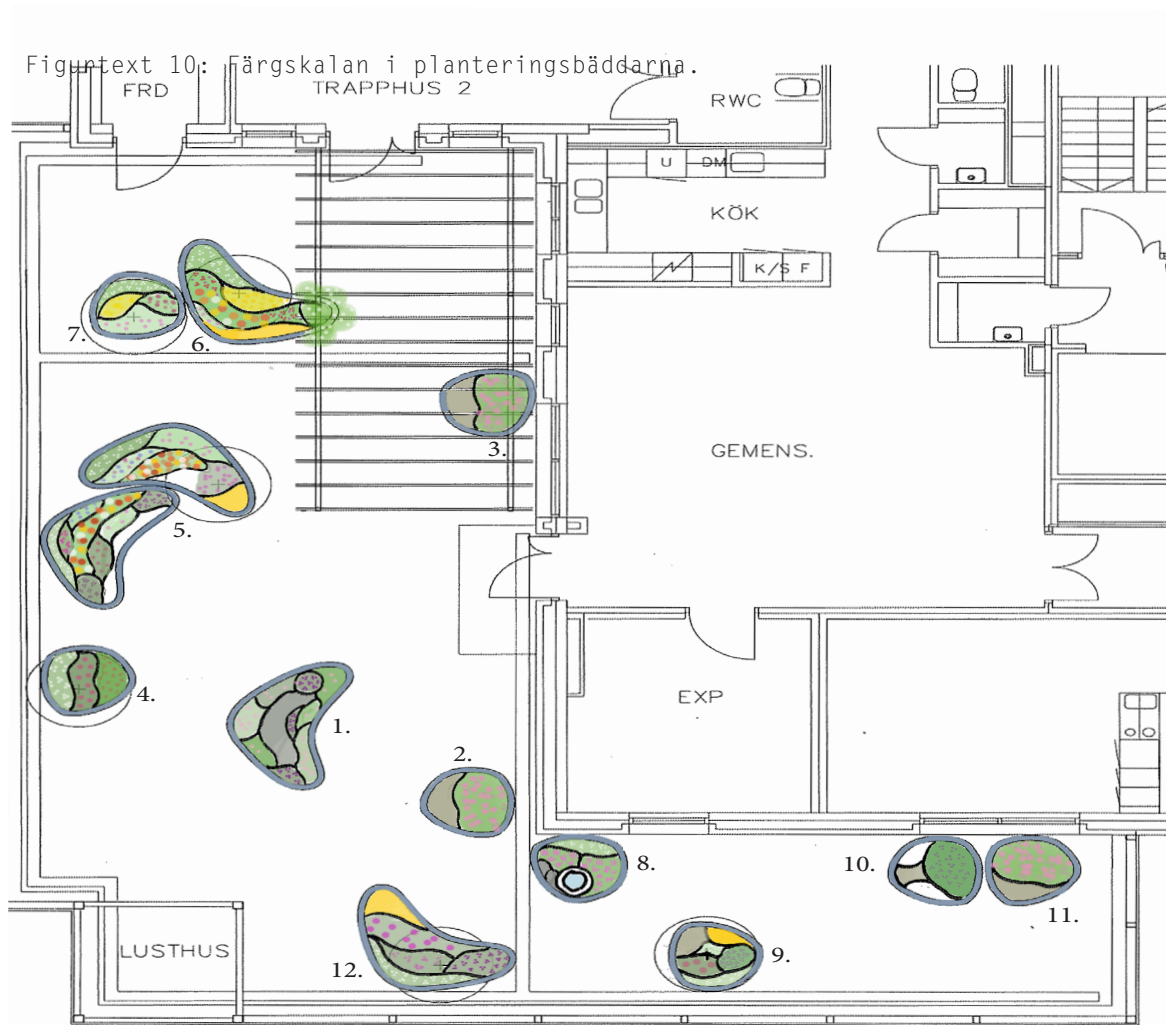 Figurtext 10: Färgskalan i planteringsbäddarna.
FRD
TRAPPHUS 2
RWC
U
DM
KÖK
K/S F
7.
6.
3.
GEMENS.
5.
4.
EXP
1.
2.
8.
10.
11.
LUSTHUS
12.
9.